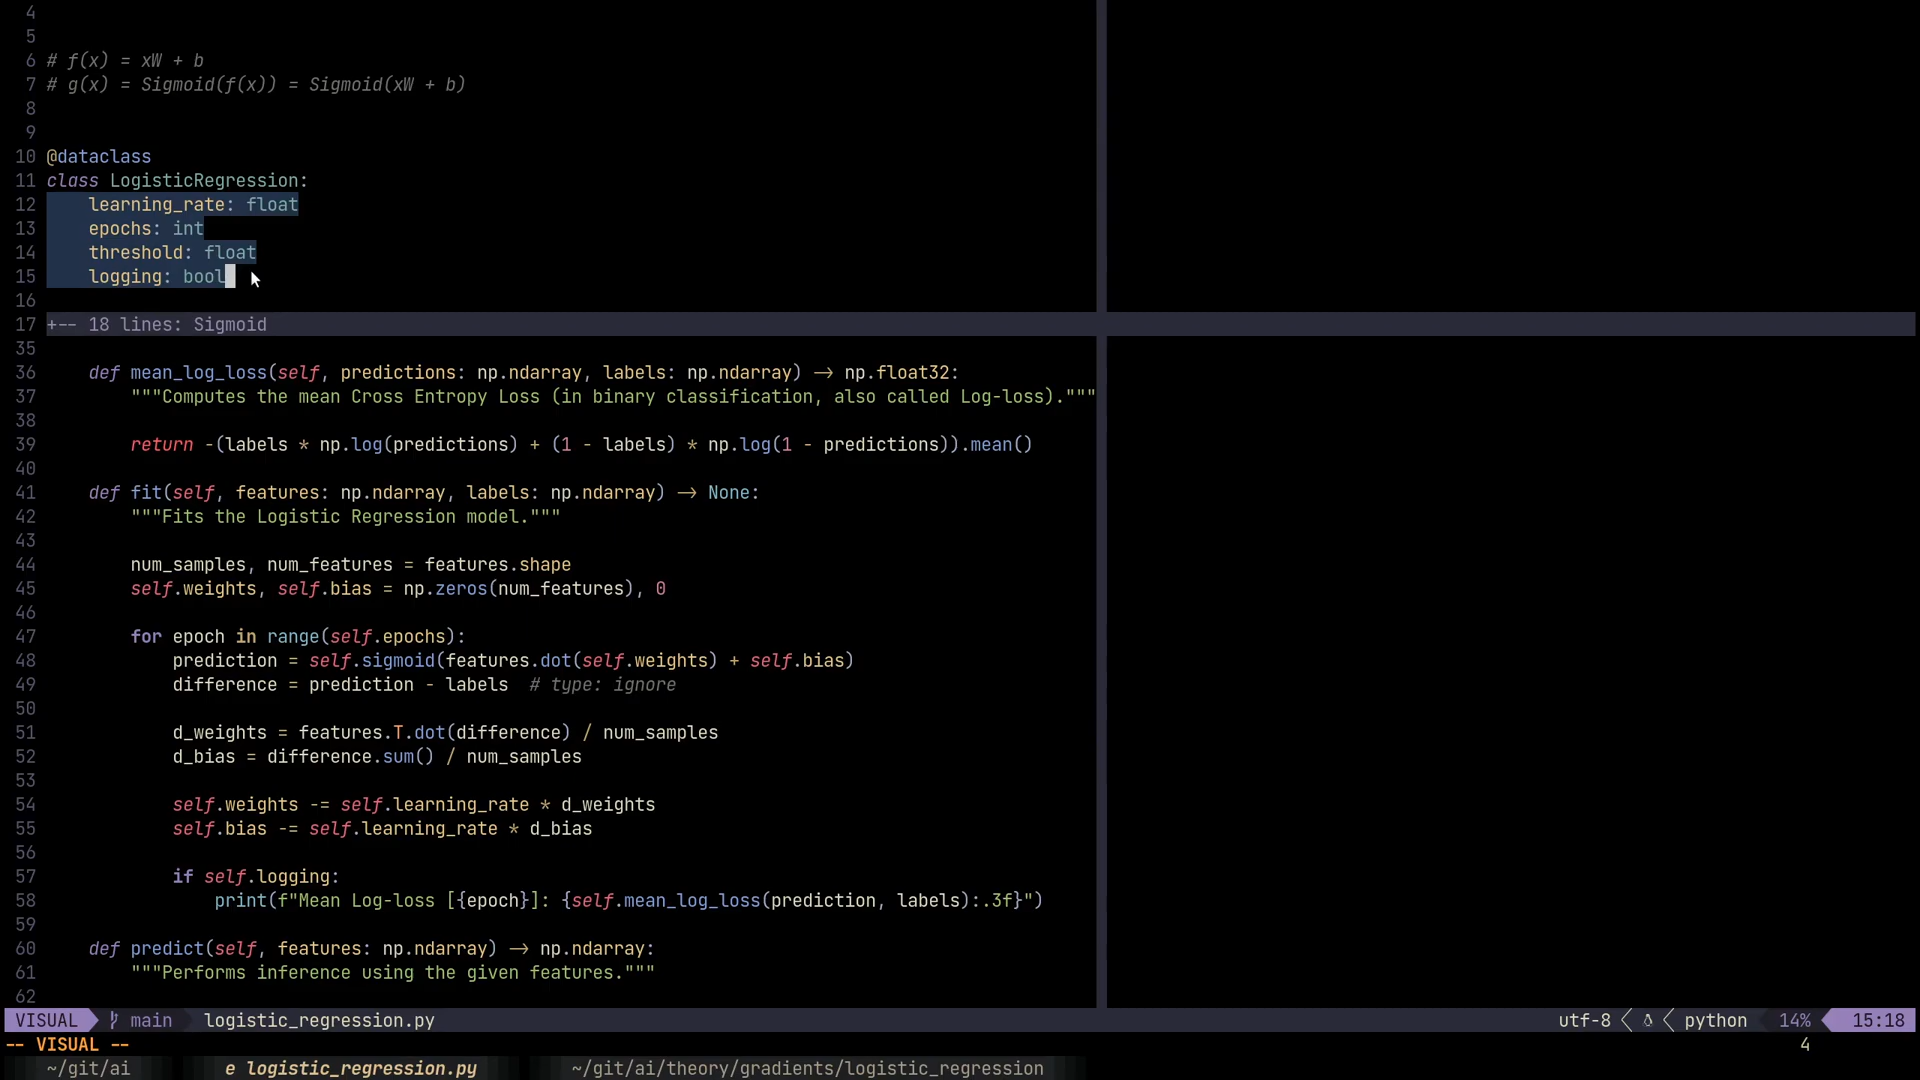 4
5
6 # f(x) = xW + b
7 # g(x) = Sigmoid(f(x)) = Sigmoid(xW + b)
8
9
10 @dataclass
11 class LogisticRegression:
12     learning_rate: float
13     epochs: int
14     threshold: float
15     logging: bool
16
17 +-- 18 lines: Sigmoid
35
36     def mean_log_loss(self, predictions: np.ndarray, labels: np.ndarray) → np.float32:
37         """Computes the mean Cross Entropy Loss (in binary classification, also called Log-loss)."""
38
39         return -(labels * np.log(predictions) + (1 - labels) * np.log(1 - predictions)).mean()
40
41     def fit(self, features: np.ndarray, labels: np.ndarray) → None:
42         """Fits the Logistic Regression model."""
43
44         num_samples, num_features = features.shape
45         self.weights, self.bias = np.zeros(num_features), 0
46
47         for epoch in range(self.epochs):
48             prediction = self.sigmoid(features.dot(self.weights) + self.bias)
49             difference = prediction - labels  # type: ignore
50
51             d_weights = features.T.dot(difference) / num_samples
52             d_bias = difference.sum() / num_samples
53
54             self.weights -= self.learning_rate * d_weights
55             self.bias -= self.learning_rate * d_bias
56
57             if self.logging:
58                 print(f"Mean Log-loss [{epoch}]: {self.mean_log_loss(prediction, labels):.3f}")
59
60     def predict(self, features: np.ndarray) → np.ndarray:
61         """Performs inference using the given features."""
62
VISUAL main logistic_regression.py utf-8 python 14% 15:18
-- VISUAL -- 4
~/git/ai e logistic_regression.py ~/git/ai/theory/gradients/logistic_regression